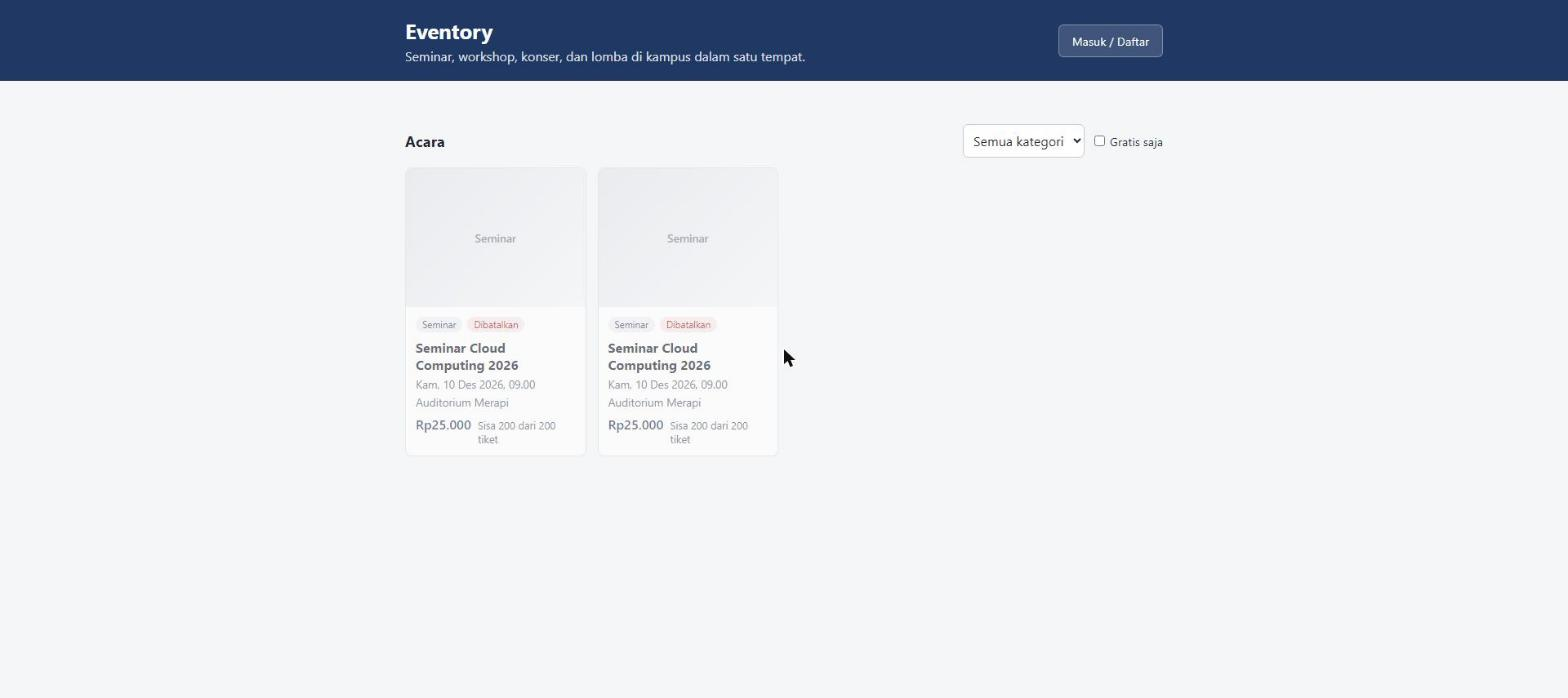 Eventory
Seminar, workshop, konser, dan lomba di kampus dalam satu tempat.
Masuk / Daftar
Acara
Semua kategori
Gratis saja
Seminar
Seminar Dibatalkan
Seminar Cloud
Computing 2026
Kam, 10 Des 2026, 09.00
Auditorium Merapi
Rp25.000 Sisa 200 dari 200
tiket
Seminar
Seminar Dibatalkan
Seminar Cloud
Computing 2026
Kam, 10 Des 2026, 09.00
Auditorium Merapi
Rp25.000 Sisa 200 dari 200
tiket